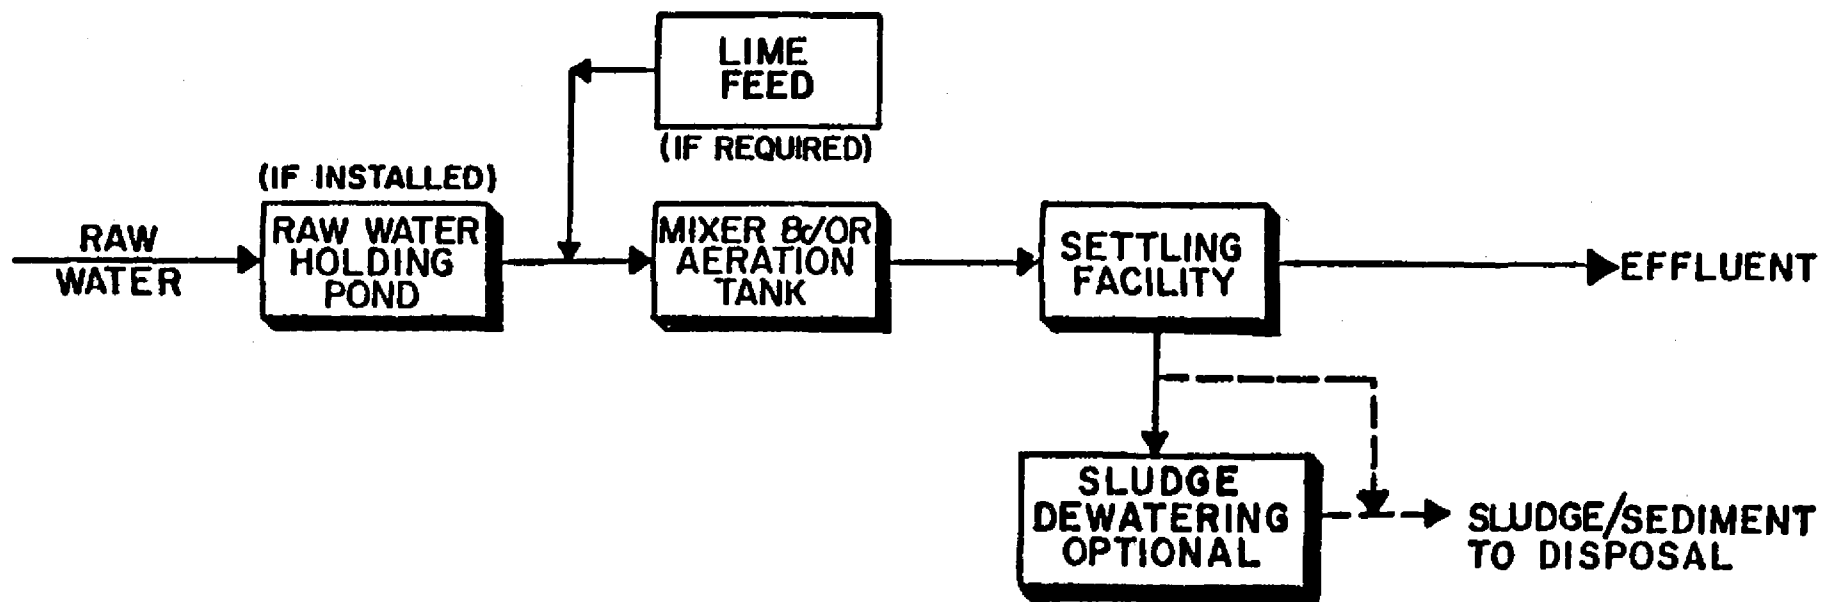 LIME
FEED
(IF REQUIRED)
(IF INSTALLED)
RAW
WATER
RAW WATER
HOLDING
POND
MIXER &/OR
AERATION
TANK
SETTLING
FACILITY
EFFLUENT
SLUDGE
DEWATERING
OPTIONAL
SLUDGE/SEDIMENT
TO DISPOSAL